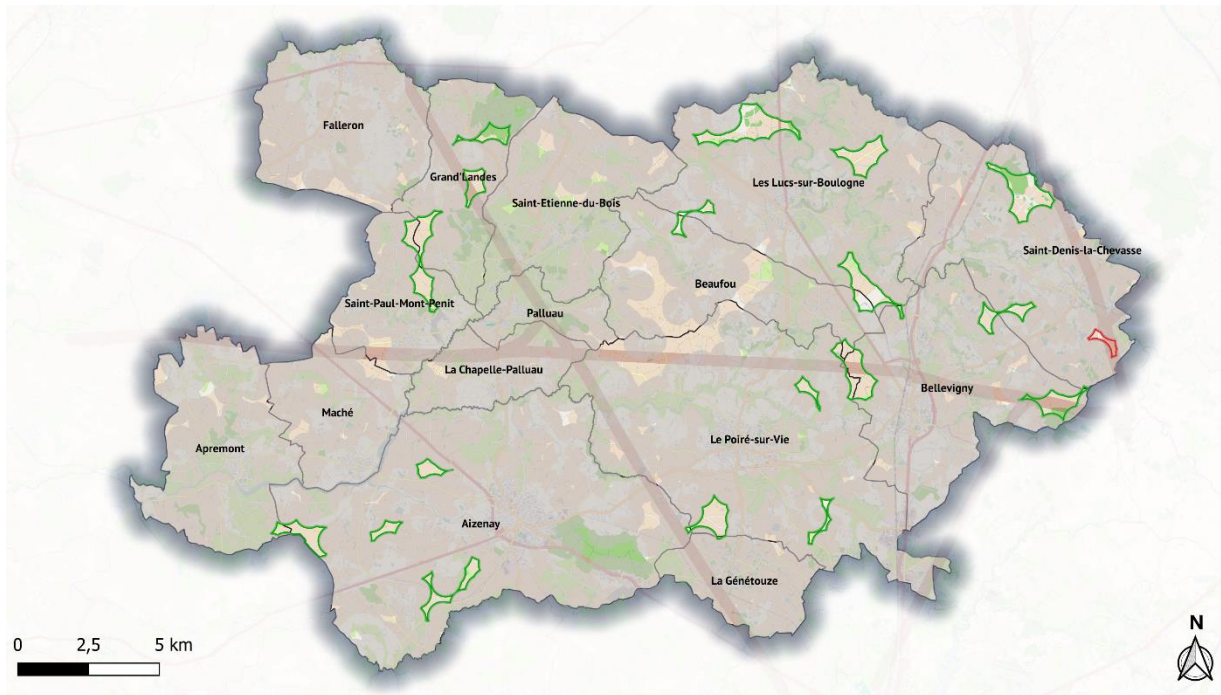 Falleron
Grand'Landes
Les Lucs-sur-Boulogne
Saint-Etienne-du-Bois
Saint-Denis-la-Chevasse
Beaufou
Saint-Paul-Mont-Penit
Palluau
La Chapelle-Palluau
Bellevigny
Maché
Le Poiré-sur-Vie
Apremont
Aizenay
La Génétouze
N
0 2,5 5 km